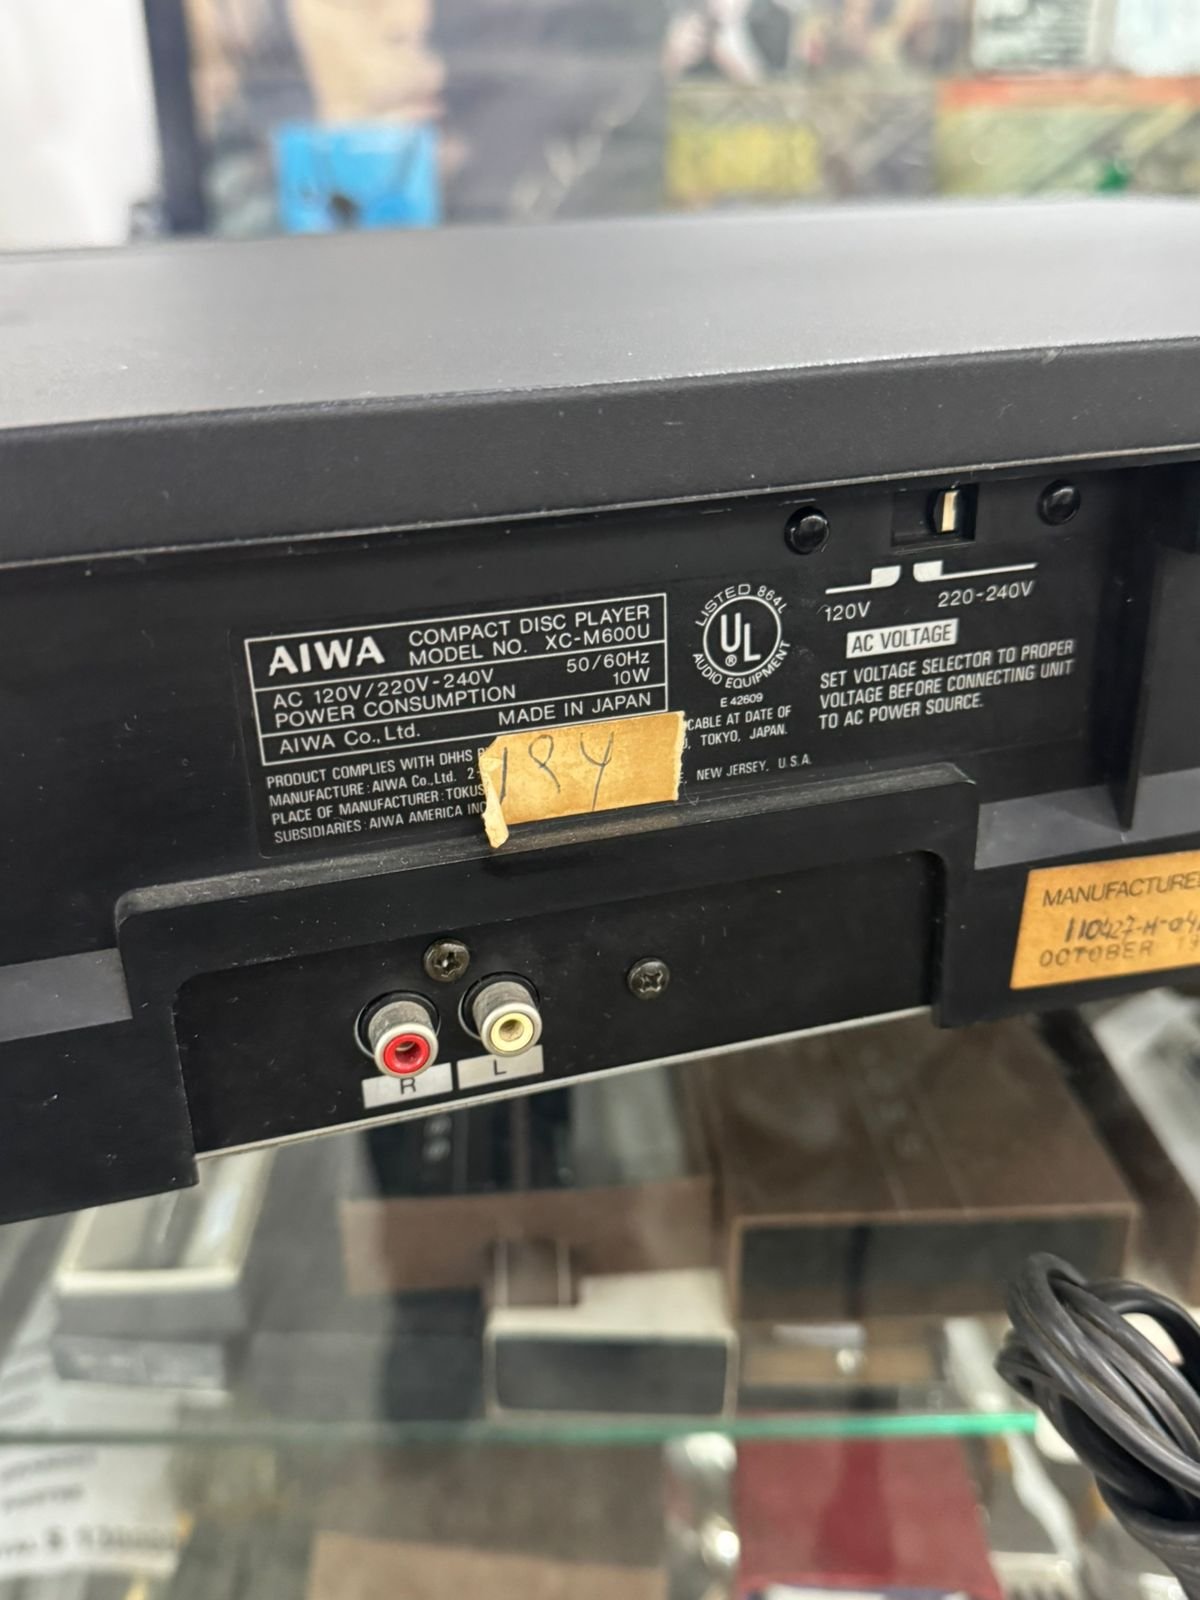 AIWA COMPACT DISC PLAYER
MODEL NO. XC-M600U
AC 120V/220V-240V 50/60Hz
POWER CONSUMPTION 10W
AIWA Co., Ltd. MADE IN JAPAN
PRODUCT COMPLIES WITH DHHS
MANUFACTURE: AIWA Co., Ltd.
PLACE OF MANUFACTURER: TOKUS
SUBSIDIARIES: AIWA AMERICA INC
CABLE AT DATE OF
TOKYO, JAPAN.
NEW JERSEY, U.S.A.
LISTED 864L
UL
®
AUDIO EQUIPMENT
E 42609
120V 220-240V
AC VOLTAGE
SET VOLTAGE SELECTOR TO PROPER
VOLTAGE BEFORE CONNECTING UNIT
TO AC POWER SOURCE.
R L
MANUFACTURE
OCTOBER